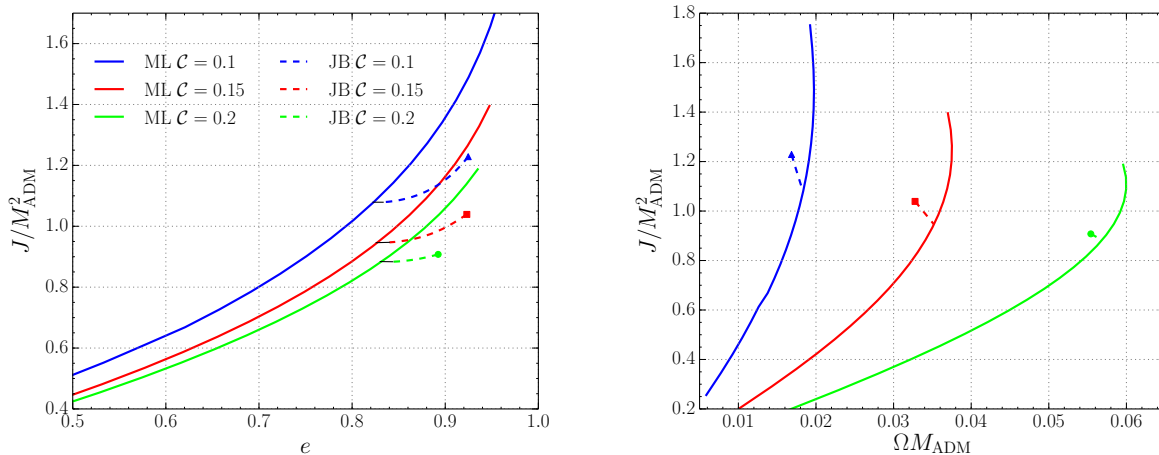 1.6
1.4
1.2
1.0
0.8
0.6
0.4
J/M²_ADM
ML 𝒞 = 0.1
ML 𝒞 = 0.15
ML 𝒞 = 0.2
JB 𝒞 = 0.1
JB 𝒞 = 0.15
JB 𝒞 = 0.2
0.5 0.6 0.7 0.8 0.9 1.0
e
1.8
1.6
1.4
1.2
1.0
0.8
0.6
0.4
0.2
J/M²_ADM
0.01 0.02 0.03 0.04 0.05 0.06
ΩM_ADM